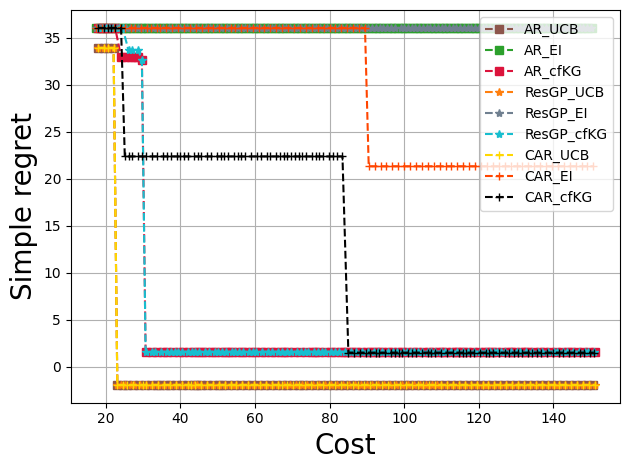 Simple regret
35
30
25
20
15
10
5
0
20
40
60
80
100
120
140
Cost
AR_UCB
AR_EI
AR_cfKG
ResGP_UCB
ResGP_EI
ResGP_cfKG
CAR_UCB
CAR_EI
CAR_cfKG